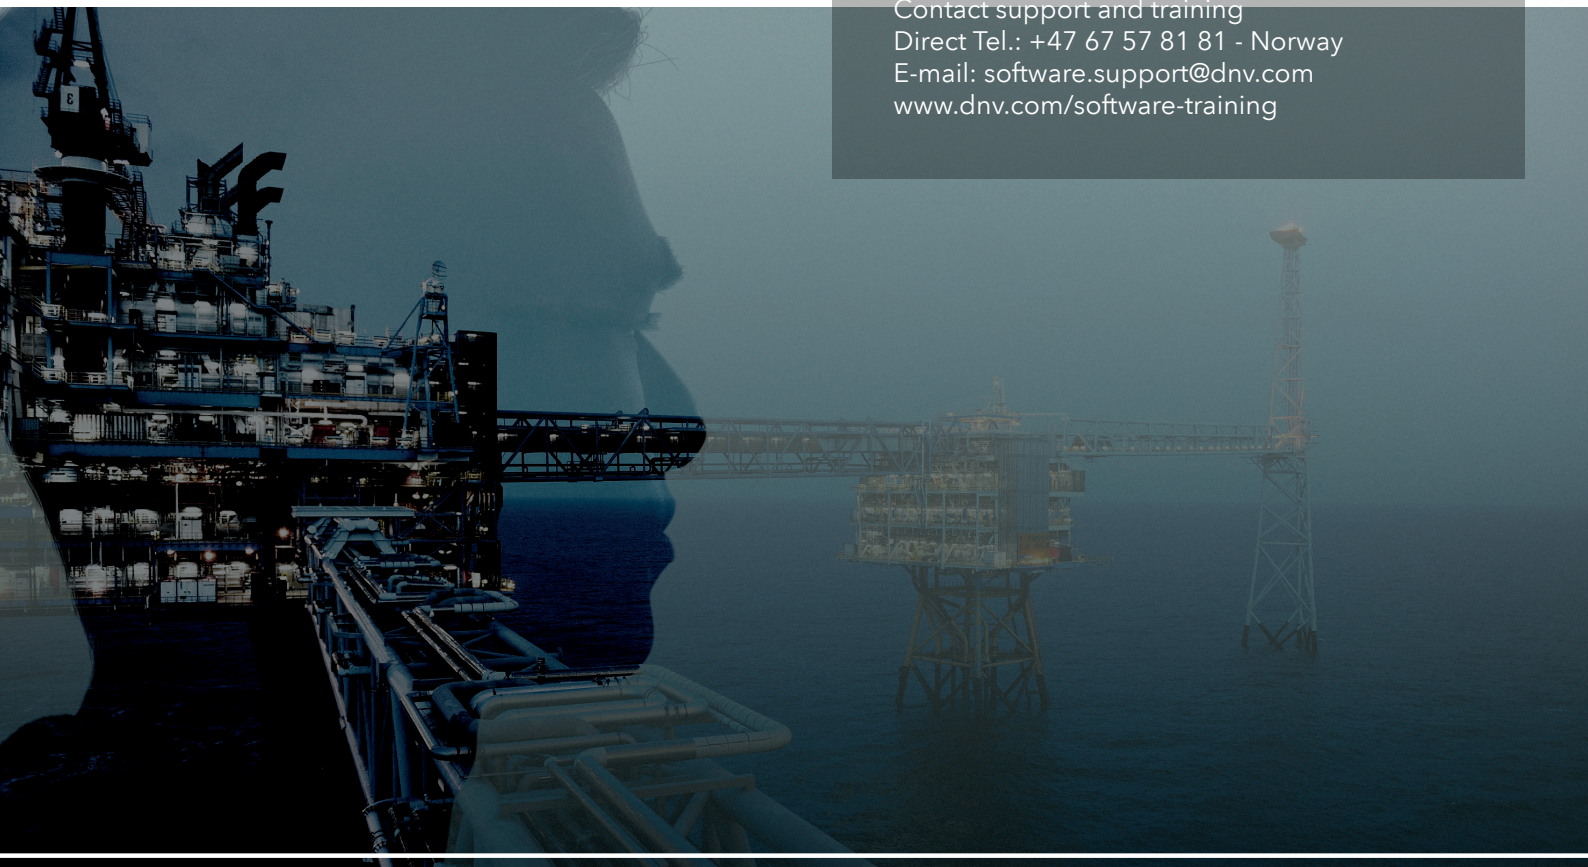 Contact support and training
Direct Tel.: +47 67 57 81 81 - Norway
E-mail: software.support@dnv.com
www.dnv.com/software-training